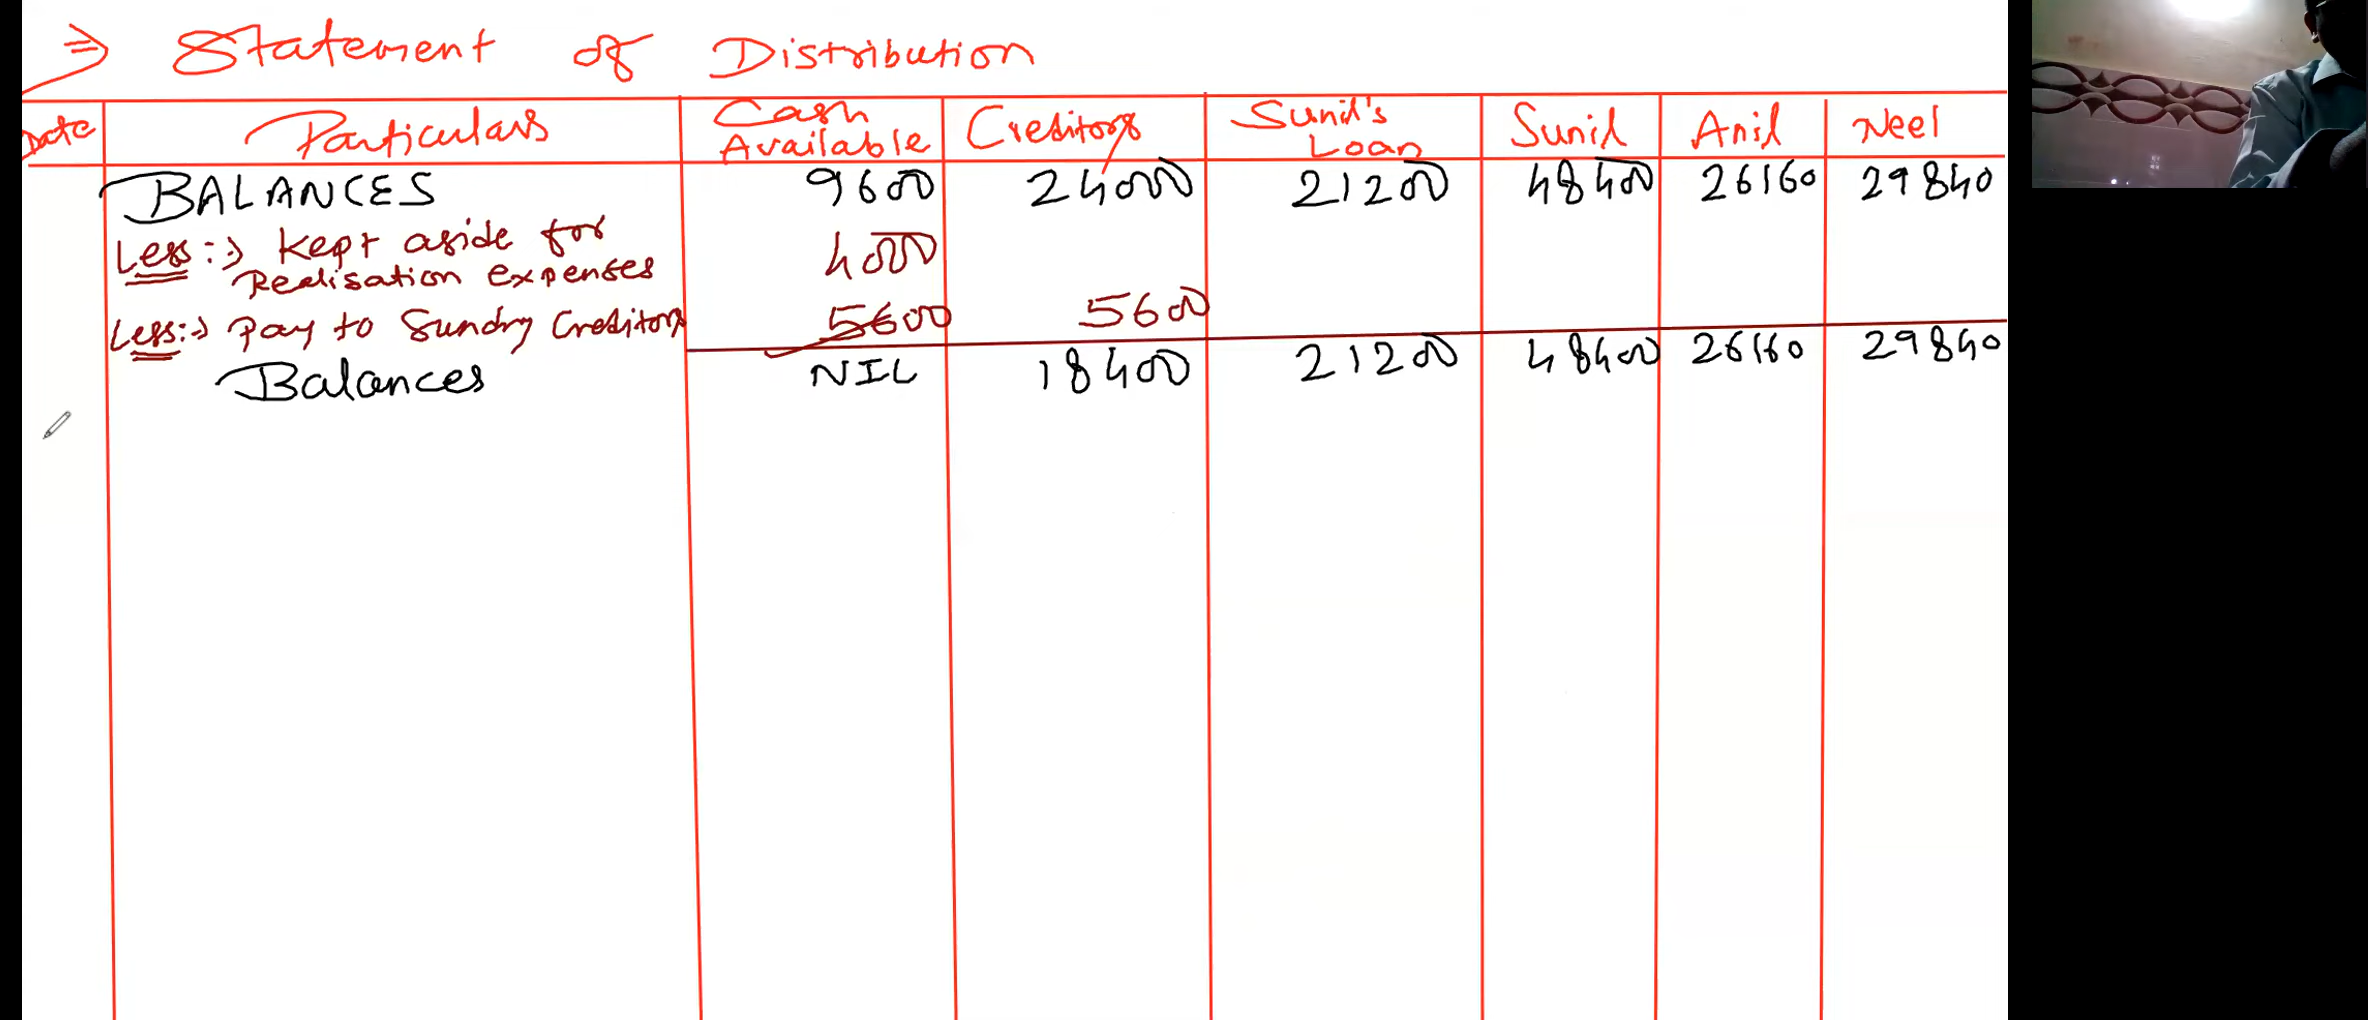 ⇒ Statement of Distribution
Date Particulars Cash Available Creditors Sunil's Loan Sunil Anil Neel
BALANCES 9600 24000 21200 48400 26160 29840
Less :→ Kept aside for 4000
Realisation expenses
Less :→ Pay to Sundry Creditors 5600 5600
Balances NIL 18400 21200 48400 26160 29840